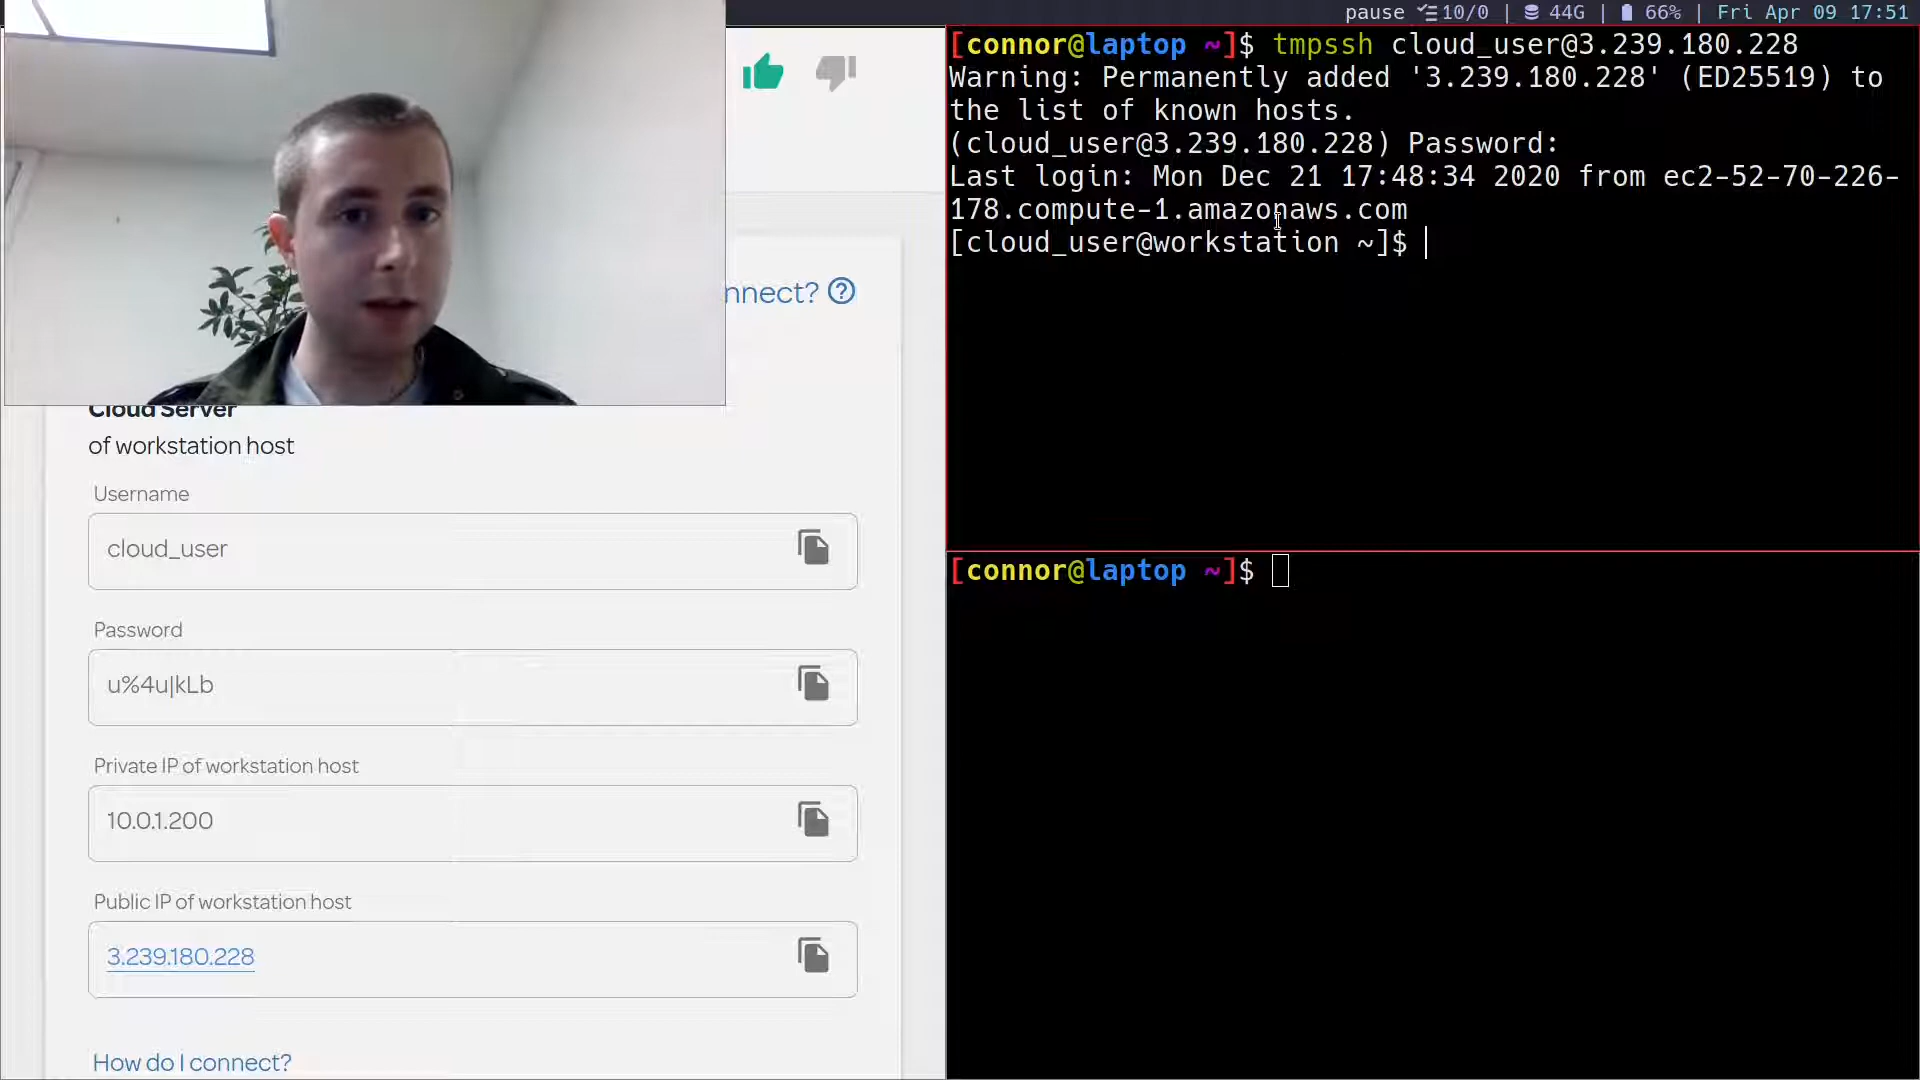 pause 10/0 | 44G | 66% | Fri Apr 09 17:51
nnect?
Cloud Server
of workstation host
Username
cloud_user
Password
u%4u|kLb
Private IP of workstation host
10.0.1.200
Public IP of workstation host
3.239.180.228
How do I connect?
[connor@laptop ~]$ tmpssh cloud_user@3.239.180.228
Warning: Permanently added '3.239.180.228' (ED25519) to
the list of known hosts.
(cloud_user@3.239.180.228) Password:
Last login: Mon Dec 21 17:48:34 2020 from ec2-52-70-226-
178.compute-1.amazonaws.com
[cloud_user@workstation ~]$
[connor@laptop ~]$